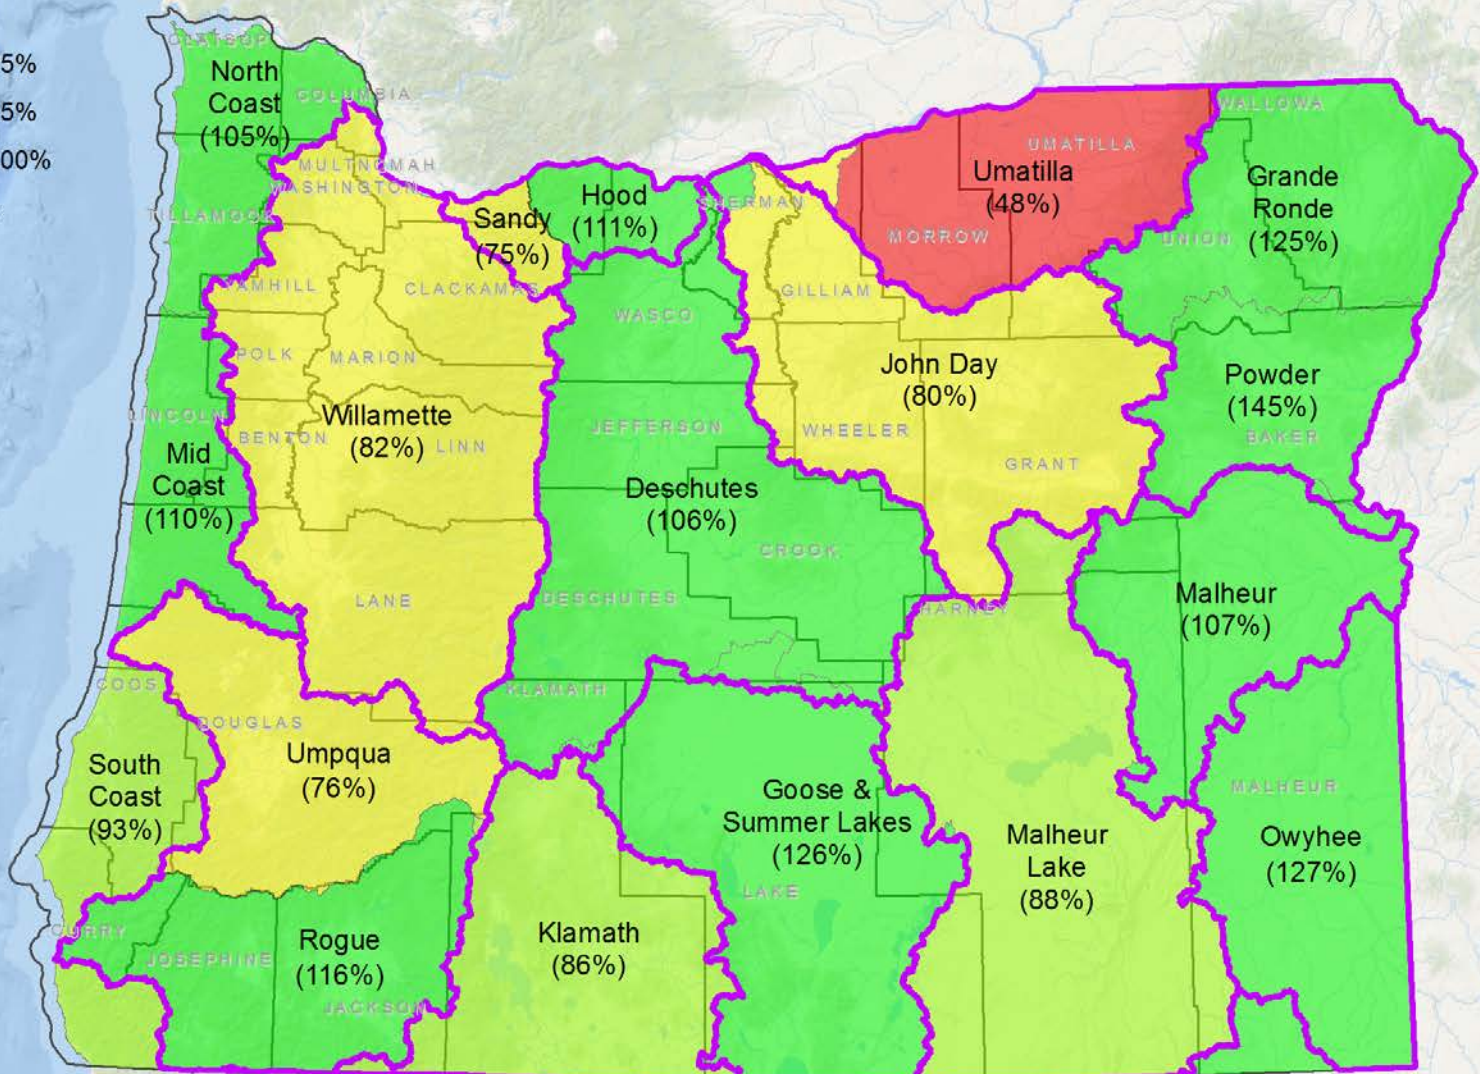 5%
5%
00%
CLATSOP
North
Coast
(105%)
COLUMBIA
MULTNOMAH
WASHINGTON
TILLAMOOK
Sandy
(75%)
Hood
(111%)
SHERMAN
UMATILLA
Umatilla
(48%)
MORROW
WALLOWA
Grande
Ronde
(125%)
UNION
YAMHILL
CLACKAMAS
WASCO
GILLIAM
POLK
MARION
John Day
(80%)
Powder
(145%)
BAKER
LINCOLN
Willamette
(82%)
BENTON
LINN
JEFFERSON
WHEELER
GRANT
Mid
Coast
(110%)
Deschutes
(106%)
CROOK
LANE
DESCHUTES
HARNEY
Malheur
(107%)
COOS
KLAMATH
DOUGLAS
Umpqua
(76%)
South
Coast
(93%)
Goose &
Summer Lakes
(126%)
LAKE
Malheur
Lake
(88%)
MALHEUR
Owyhee
(127%)
CURRY
JOSEPHINE
Rogue
(116%)
JACKSON
Klamath
(86%)